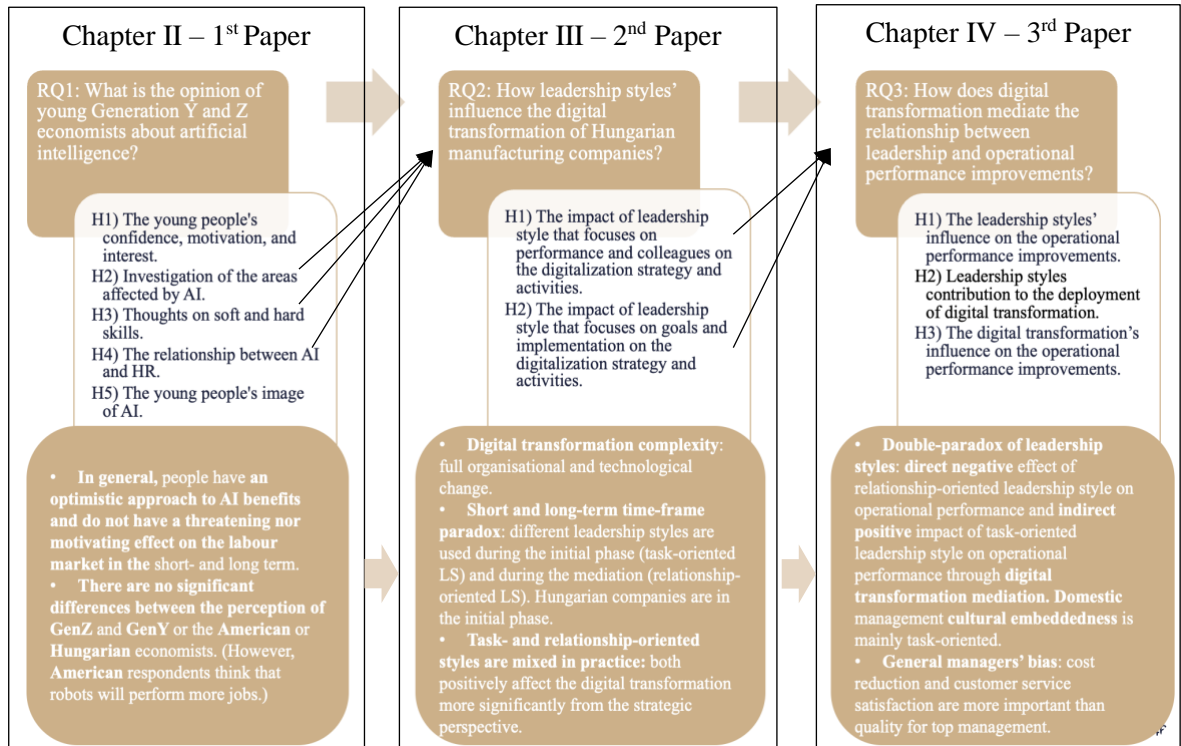 Chapter II – 1st Paper
RQ1: What is the opinion of
young Generation Y and Z
economists about artificial
intelligence?
H1) The young people's
confidence, motivation, and
interest.
H2) Investigation of the areas
affected by AI.
H3) Thoughts on soft and hard
skills.
H4) The relationship between AI
and HR.
H5) The young people's image
of AI.
• In general, people have an
optimistic approach to AI benefits
and do not have a threatening nor
motivating effect on the labour
market in the short- and long term.
• There are no significant
differences between the perception of
GenZ and GenY or the American or
Hungarian economists. (However,
American respondents think that
robots will perform more jobs.)
Chapter III – 2nd Paper
RQ2: How leadership styles'
influence the digital
transformation of Hungarian
manufacturing companies?
H1) The impact of leadership
style that focuses on
performance and colleagues on
the digitalization strategy and
activities.
H2) The impact of leadership
style that focuses on goals and
implementation on the
digitalization strategy and
activities.
• Digital transformation complexity:
full organisational and technological
change.
• Short and long-term time-frame
paradox: different leadership styles are
used during the initial phase (task-oriented
LS) and during the mediation (relationship-
oriented LS). Hungarian companies are in
the initial phase.
• Task- and relationship-oriented
styles are mixed in practice: both
positively affect the digital transformation
more significantly from the strategic
perspective.
Chapter IV – 3rd Paper
RQ3: How does digital
transformation mediate the
relationship between
leadership and operational
performance improvements?
H1) The leadership styles'
influence on the operational
performance improvements.
H2) Leadership styles
contribution to the deployment
of digital transformation.
H3) The digital transformation's
influence on the operational
performance improvements.
• Double-paradox of leadership
styles: direct negative effect of
relationship-oriented leadership style on
operational performance and indirect
positive impact of task-oriented
leadership style on operational
performance through digital
transformation mediation. Domestic
management cultural embeddedness is
mainly task-oriented.
• General managers' bias: cost
reduction and customer service
satisfaction are more important than
quality for top management.